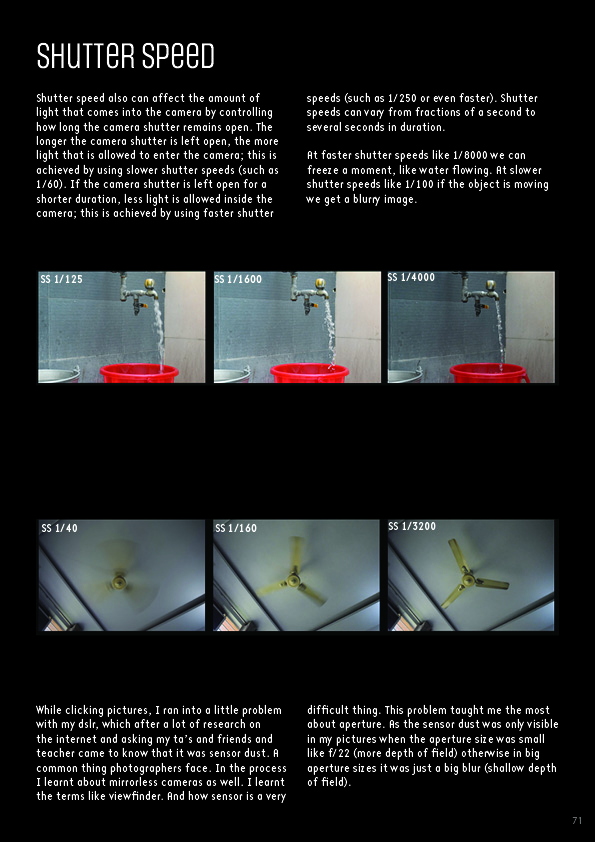 Shutter Speed
Shutter speed also can affect the amount of
light that comes into the camera by controlling
how long the camera shutter remains open. The
longer the camera shutter is left open, the more
light that is allowed to enter the camera; this is
achieved by using slower shutter speeds (such as
1/60). If the camera shutter is left open for a
shorter duration, less light is allowed inside the
camera; this is achieved by using faster shutter
speeds (such as 1/250 or even faster). Shutter
speeds can vary from fractions of a second to
several seconds in duration.
At faster shutter speeds like 1/8000 we can
freeze a moment, like water flowing. At slower
shutter speeds like 1/100 if the object is moving
we get a blurry image.
SS 1/125
SS 1/1600
SS 1/4000
SS 1/40
SS 1/160
SS 1/3200
While clicking pictures, I ran into a little problem
with my dslr, which after a lot of research on
the internet and asking my ta's and friends and
teacher came to know that it was sensor dust. A
common thing photographers face. In the process
I learnt about mirrorless cameras as well. I learnt
the terms like viewfinder. And how sensor is a very
difficult thing. This problem taught me the most
about aperture. As the sensor dust was only visible
in my pictures when the aperture size was small
like f/22 (more depth of field) otherwise in big
aperture sizes it was just a big blur (shallow depth
of field).
71